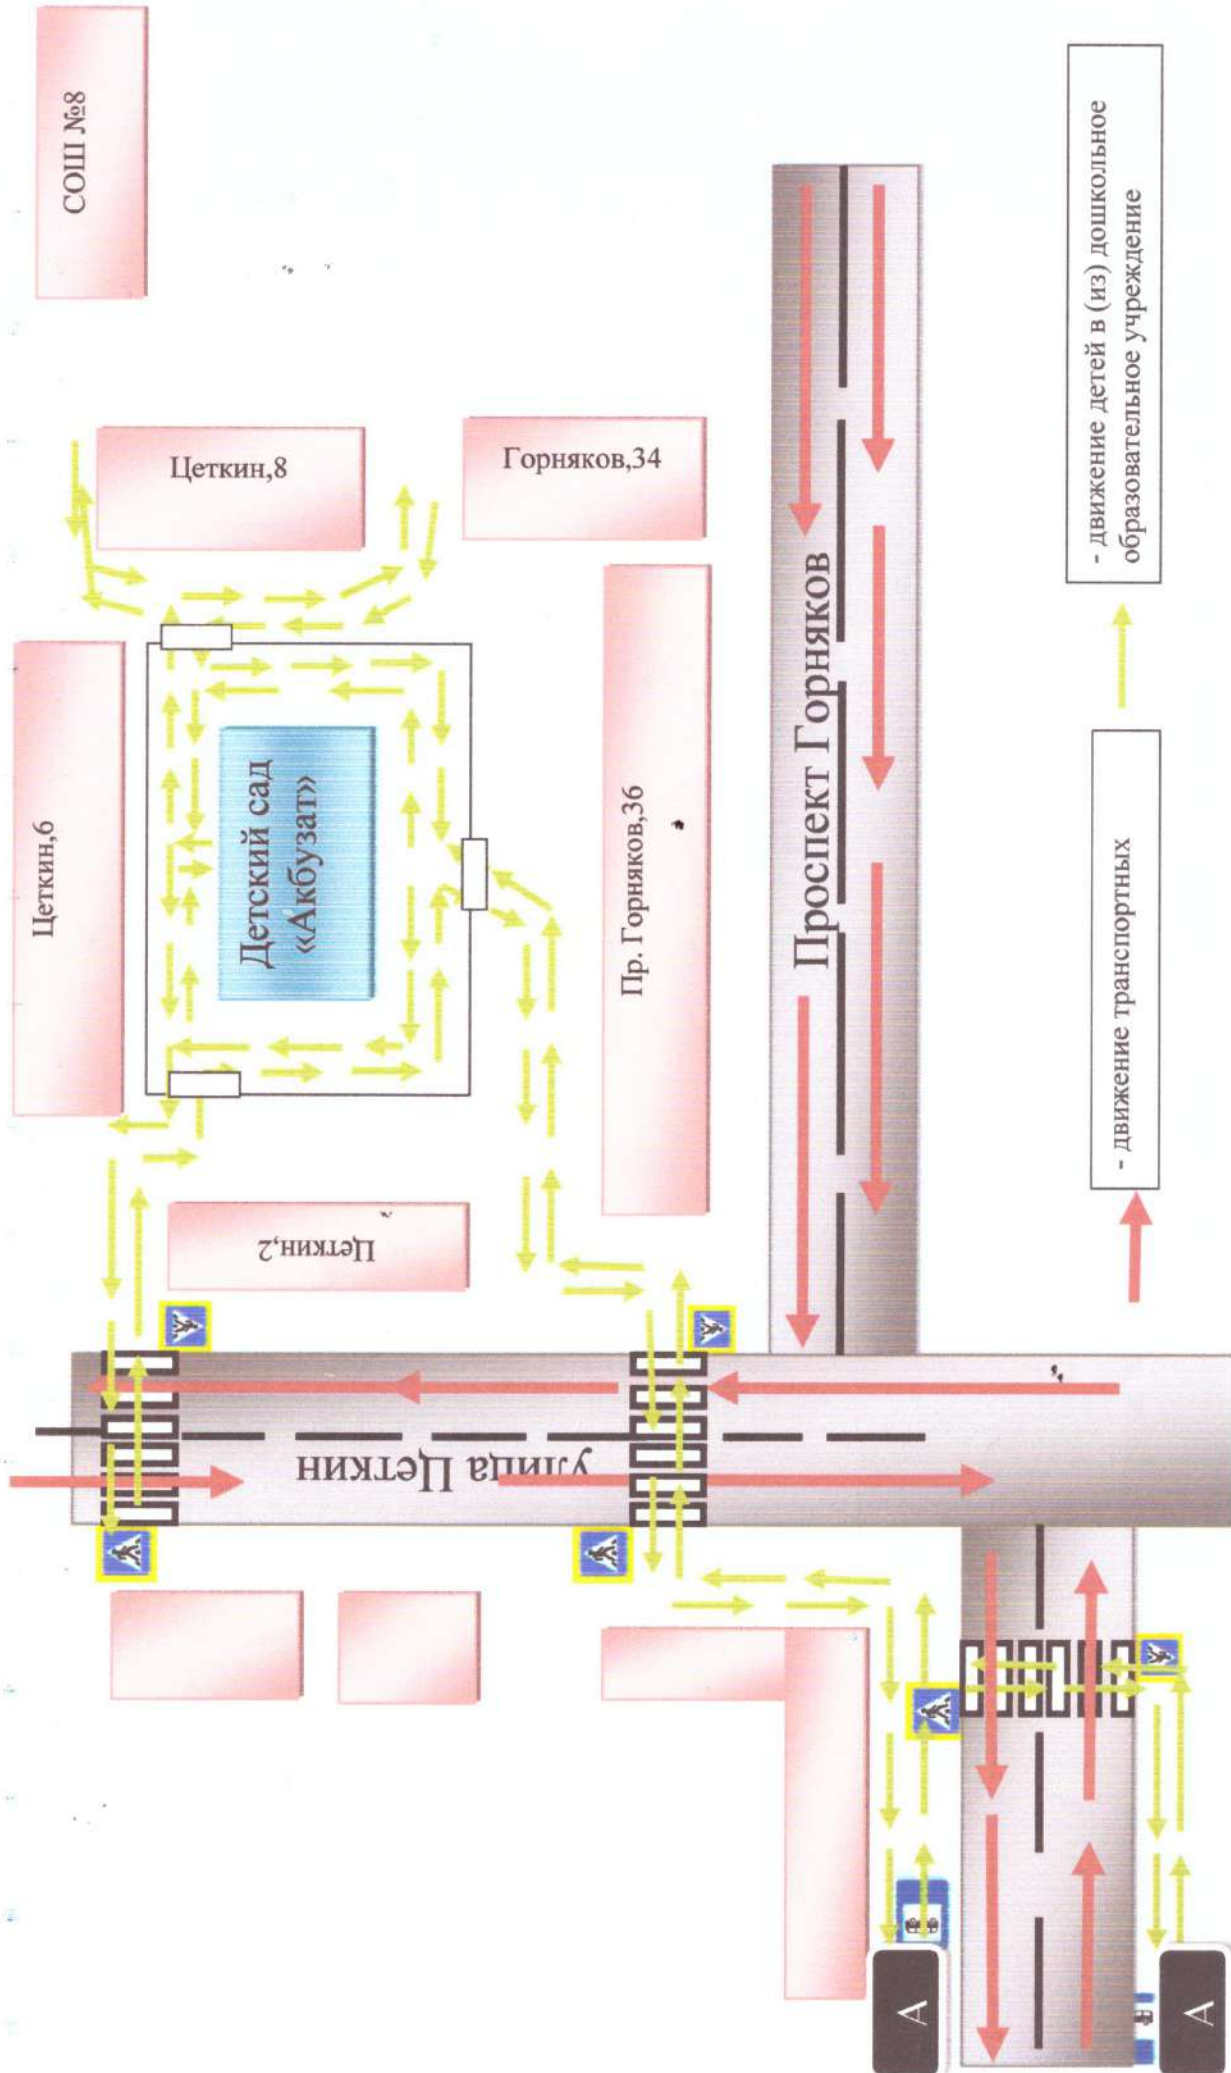 СОШ №8
Цеткин,8
Горняков,34
Цеткин,6
Детский сад
«Акбузат»
Пр. Горняков,36
Цеткин,2
Проспект Горняков
улица Цеткин
А
А
- движение транспортных
- движение детей в (из) дошкольное
образовательное учреждение